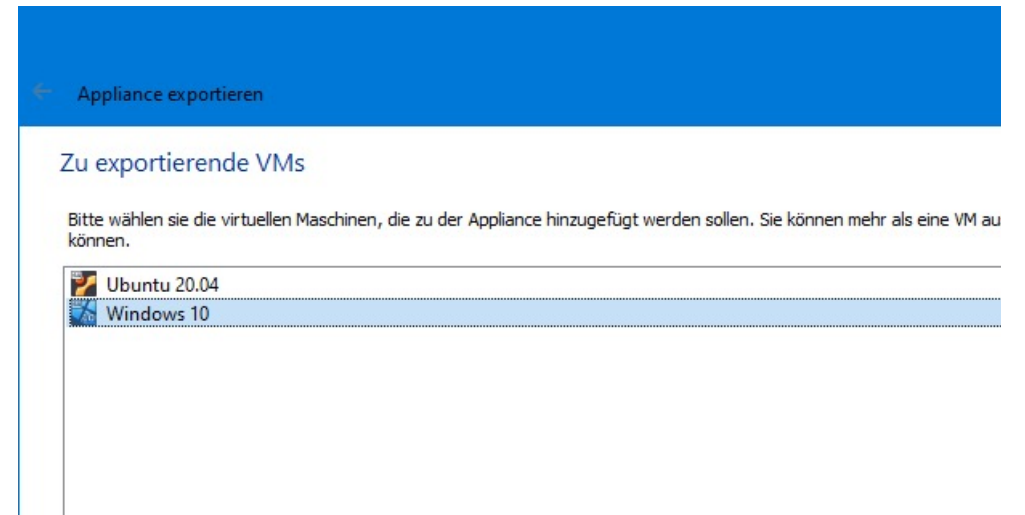 Appliance exportieren
Zu exportierende VMs
Bitte wählen sie die virtuellen Maschinen, die zu der Appliance hinzugefügt werden sollen. Sie können mehr als eine VM au
können.
Ubuntu 20.04
Windows 10